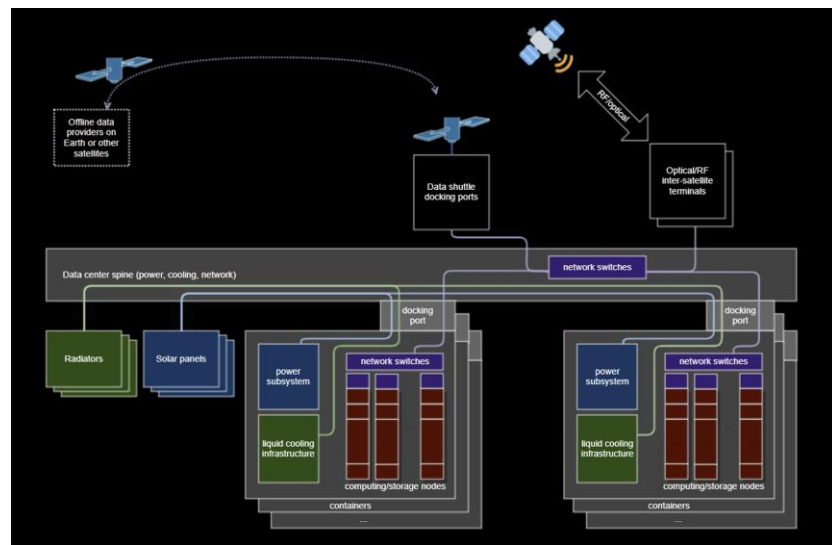 Offline data
providers on
Earth or other
satellites
Data shuttle
docking ports
RF/optical
Optical/RF
inter-satellite
terminals
Data center spine (power, cooling, network)
network switches
Radiators
Solar panels
docking
port
power
subsystem
network switches
liquid cooling
infrastructure
...
computing/storage nodes
containers
...
docking
port
power
subsystem
network switches
liquid cooling
infrastructure
...
computing/storage nodes
containers
...